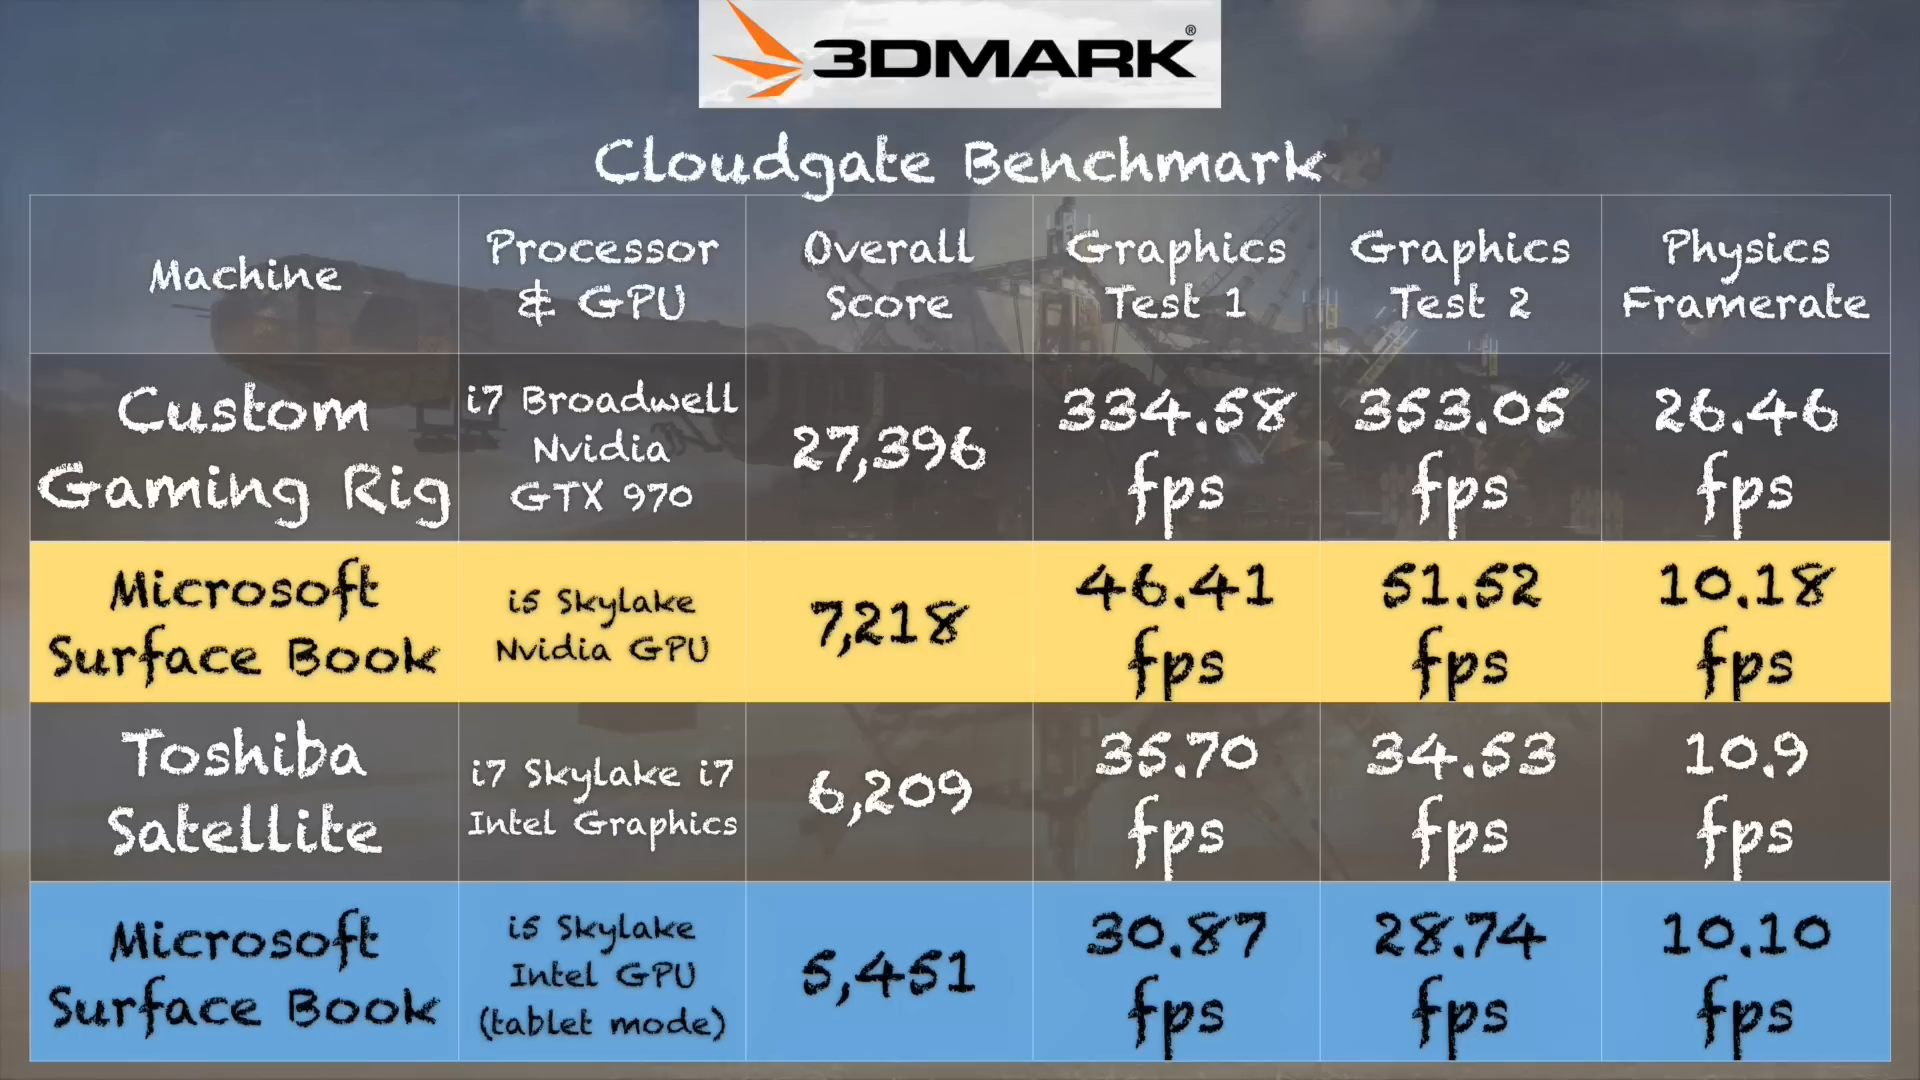 3DMARK®
Cloudgate Benchmark
Machine
Processor
& GPU
Overall
Score
Graphics
Test 1
Graphics
Test 2
Physics
Framerate
Custom
Gaming Rig
i7 Broadwell
Nvidia
GTX 970
27,396
334.58
fps
353.05
fps
26.46
fps
Microsoft
Surface Book
i5 Skylake
Nvidia GPU
7,218
46.41
fps
51.52
fps
10.18
fps
Toshiba
Satellite
i7 Skylake i7
Intel Graphics
6,209
35.70
fps
34.53
fps
10.9
fps
Microsoft
Surface Book
i5 Skylake
Intel GPU
(tablet mode)
5,451
30.87
fps
28.74
fps
10.10
fps